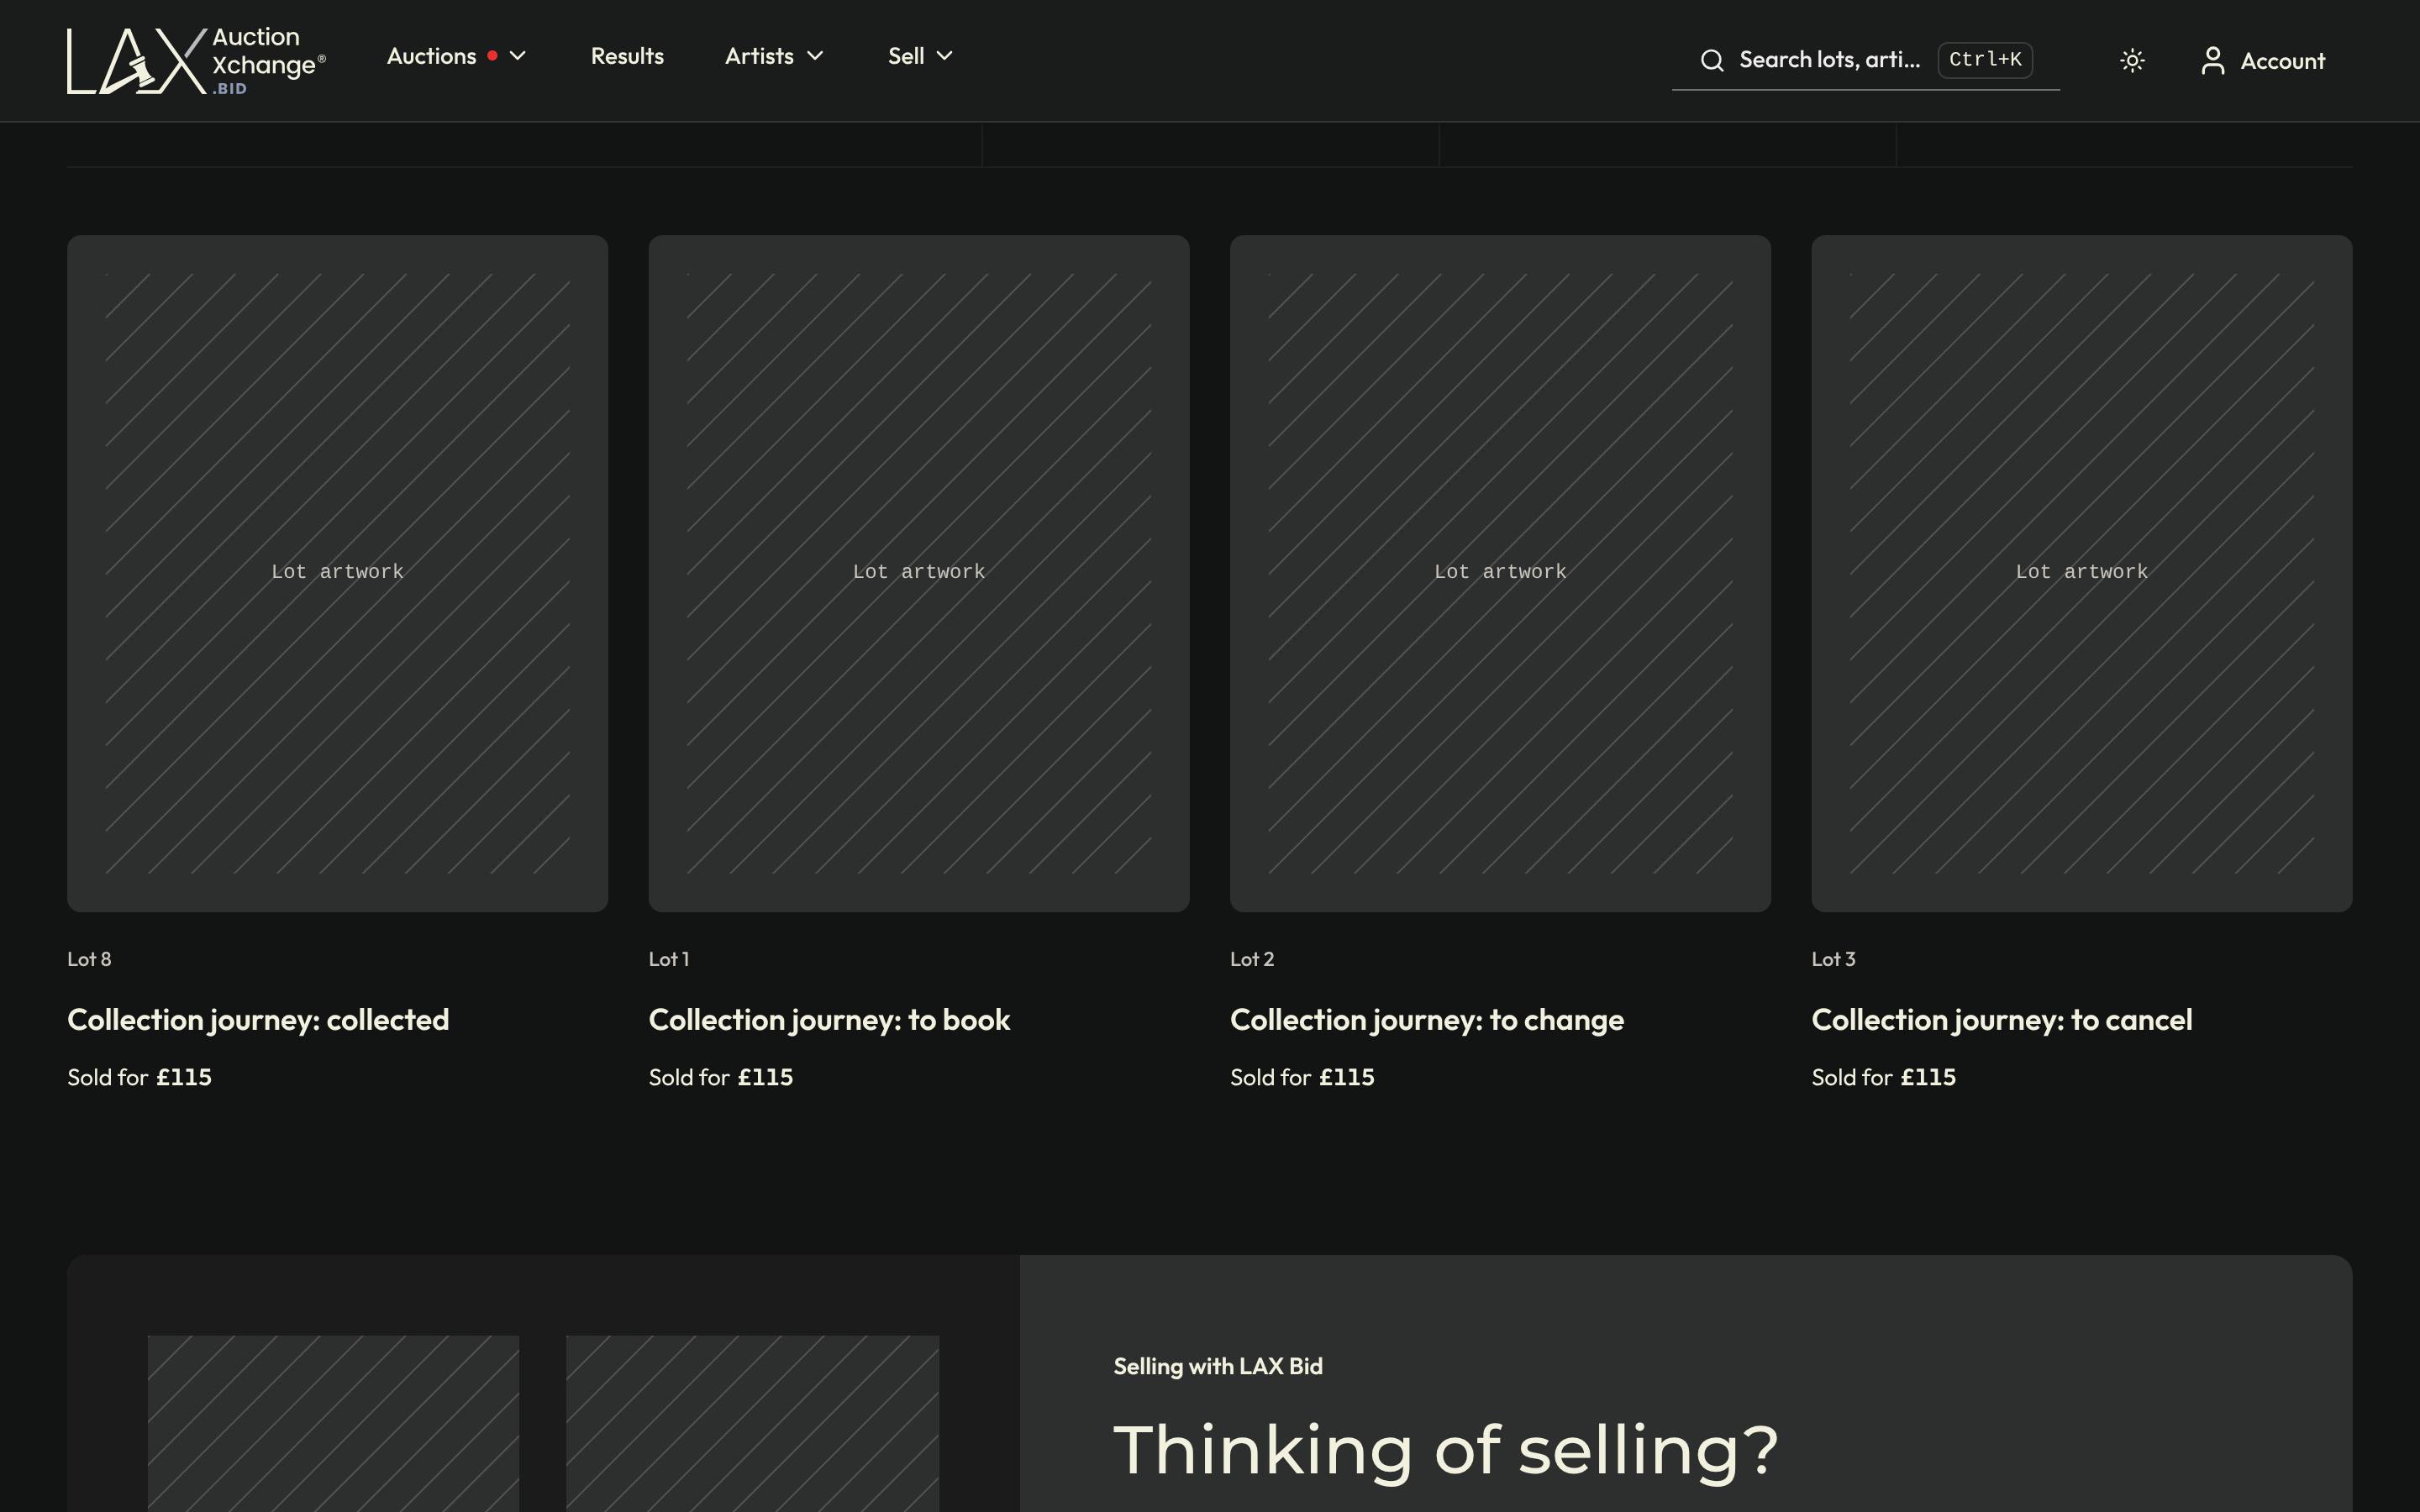 LAX Auction Xchange® .BID
Auctions
Results
Artists
Sell
Search lots, arti...
Ctrl+K
Account
Lot artwork
Lot artwork
Lot artwork
Lot artwork
Lot 8
Collection journey: collected
Sold for £115
Lot 1
Collection journey: to book
Sold for £115
Lot 2
Collection journey: to change
Sold for £115
Lot 3
Collection journey: to cancel
Sold for £115
Selling with LAX Bid
Thinking of selling?